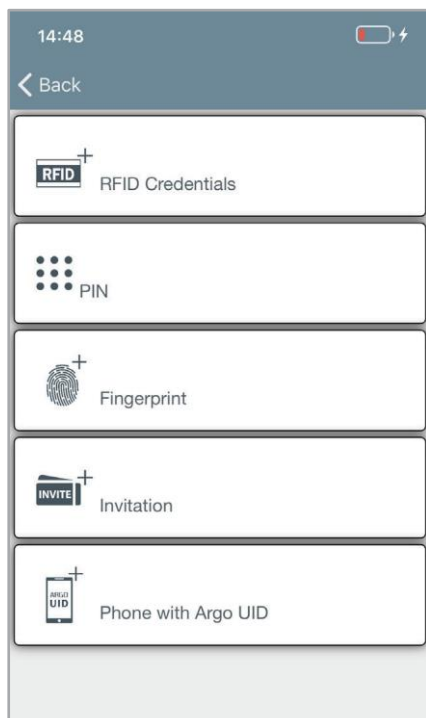 14:48
Back
RFID
RFID Credentials
PIN
Fingerprint
INVITE
Invitation
ARGO
UID
Phone with Argo UID